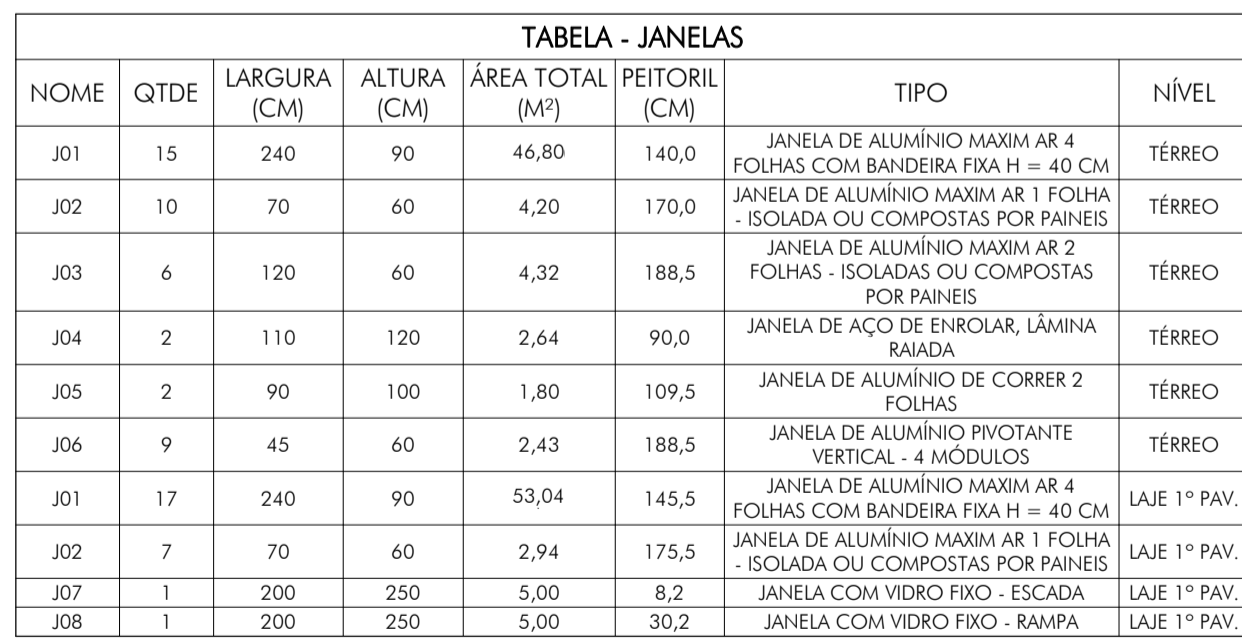 TABELA - JANELAS
NOME QTDE LARGURA (CM) ALTURA (CM) ÁREA TOTAL (M²) PEITORIL (CM) TIPO NÍVEL
J01 15 240 90 46,80 140,0 JANELA DE ALUMÍNIO MAXIM AR 4
FOLHAS COM BANDEIRA FIXA H = 40 CM TÉRREO
J02 10 70 60 4,20 170,0 JANELA DE ALUMÍNIO MAXIM AR 1 FOLHA
- ISOLADA OU COMPOSTAS POR PAINEIS TÉRREO
J03 6 120 60 4,32 188,5 JANELA DE ALUMÍNIO MAXIM AR 2
FOLHAS - ISOLADAS OU COMPOSTAS
POR PAINEIS TÉRREO
J04 2 110 120 2,64 90,0 JANELA DE AÇO DE ENROLAR, LÂMINA
RAIADA TÉRREO
J05 2 90 100 1,80 109,5 JANELA DE ALUMÍNIO DE CORRER 2
FOLHAS TÉRREO
J06 9 45 60 2,43 188,5 JANELA DE ALUMÍNIO PIVOTANTE
VERTICAL - 4 MÓDULOS TÉRREO
J01 17 240 90 53,04 145,5 JANELA DE ALUMÍNIO MAXIM AR 4
FOLHAS COM BANDEIRA FIXA H = 40 CM LAJE 1º PAV.
J02 7 70 60 2,94 175,5 JANELA DE ALUMÍNIO MAXIM AR 1 FOLHA
- ISOLADA OU COMPOSTAS POR PAINEIS LAJE 1º PAV.
J07 1 200 250 5,00 8,2 JANELA COM VIDRO FIXO - ESCADA LAJE 1º PAV.
J08 1 200 250 5,00 30,2 JANELA COM VIDRO FIXO - RAMPA LAJE 1º PAV.